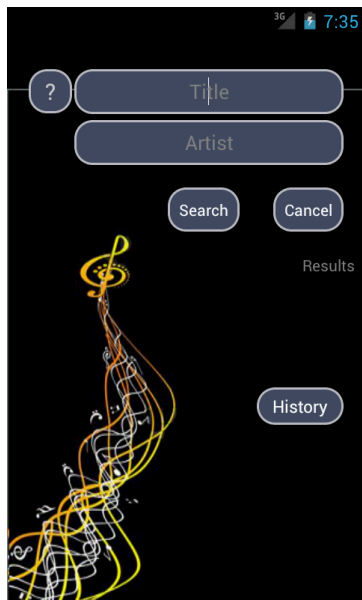 3G 7:35
? Title
Artist
Search Cancel
Results
History